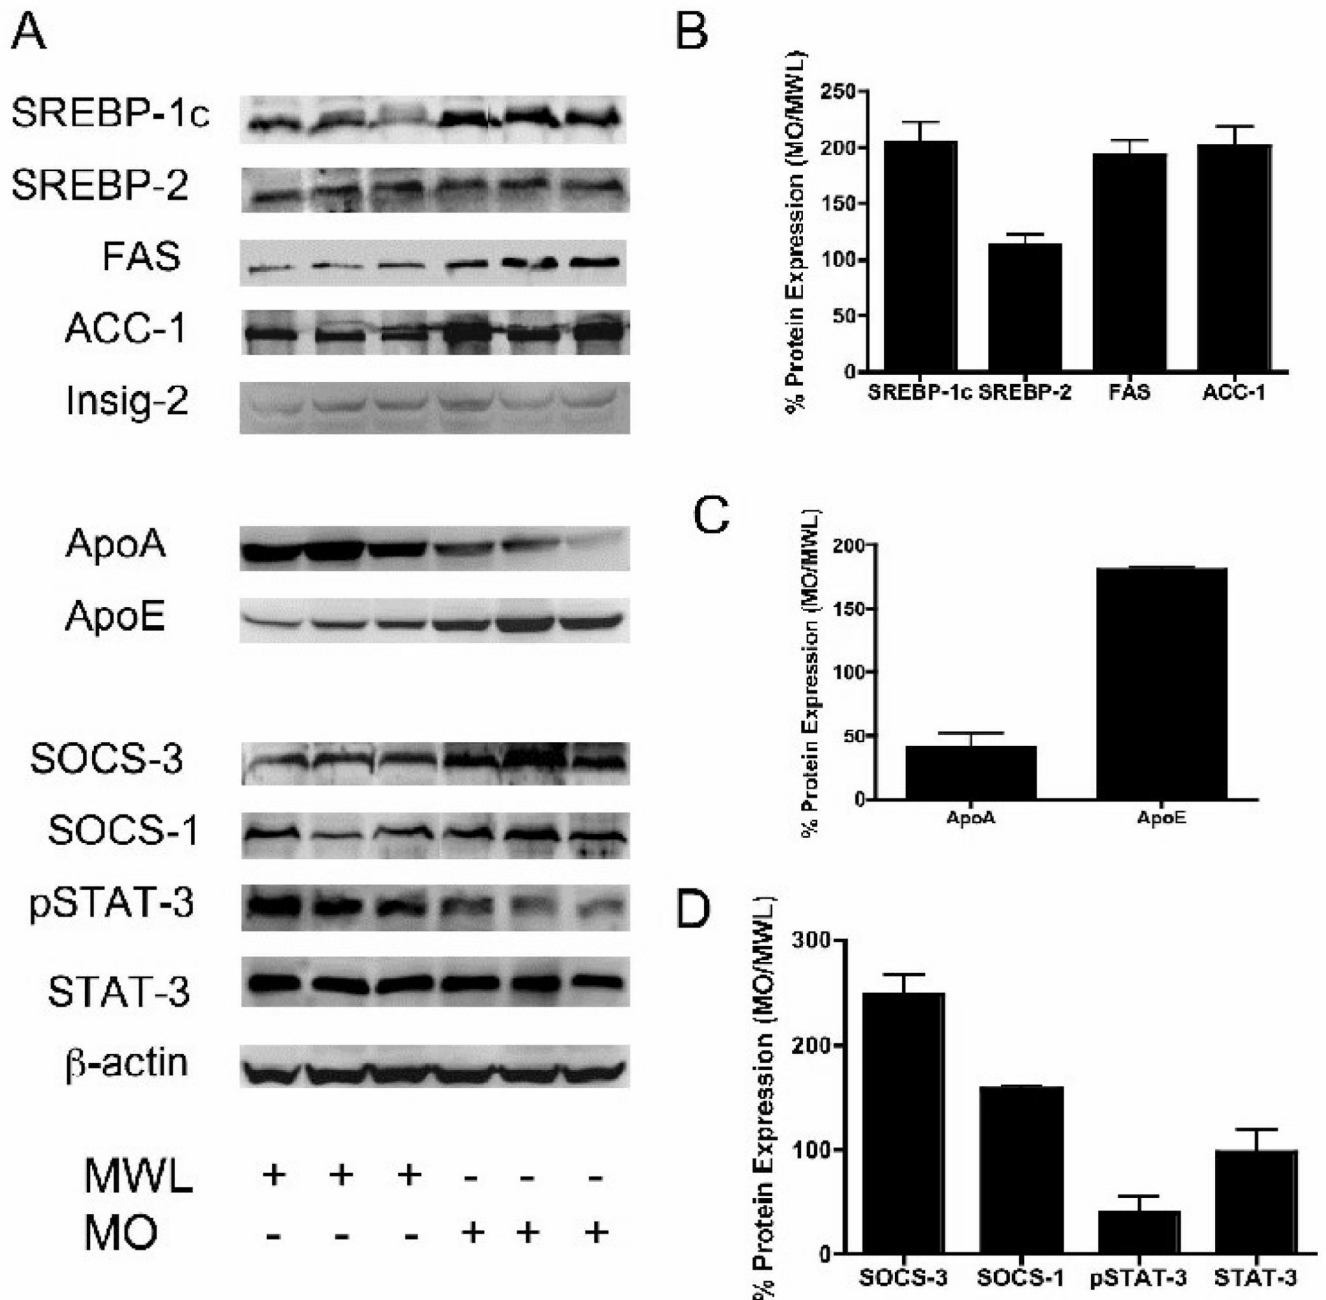 A
SREBP-1c
SREBP-2
FAS
ACC-1
Insig-2
ApoA
ApoE
SOCS-3
SOCS-1
pSTAT-3
STAT-3
β-actin
MWL + + + - - -
MO - - - + + +
B
% Protein Expression (MO/MWL)
250
200
150
100
50
0
SREBP-1c SREBP-2 FAS ACC-1
C
% Protein Expression (MO/MWL)
200
150
100
50
0
ApoA ApoE
D
% Protein Expression (MO/MWL)
300
200
100
0
SOCS-3 SOCS-1 pSTAT-3 STAT-3